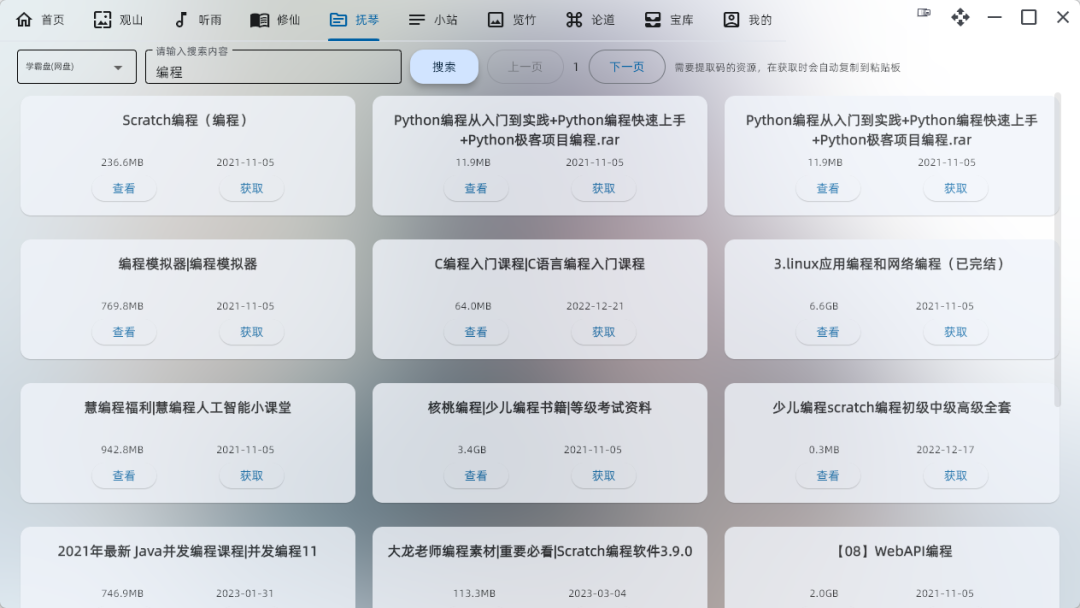 首页 观山 听雨 修仙 抚琴 小站 览竹 论道 宝库 我的
请输入搜索内容
学霸盘(网盘) 编程 搜索 上一页 1 下一页 需要提取码的资源，在获取时会自动复制到粘贴板
Scratch编程（编程）
236.6MB 2021-11-05
查看 获取
Python编程从入门到实践+Python编程快速上手
+Python极客项目编程.rar
11.9MB 2021-11-05
查看 获取
Python编程从入门到实践+Python编程快速上手
+Python极客项目编程.rar
11.9MB 2021-11-05
查看 获取
编程模拟器|编程模拟器
769.8MB 2021-11-05
查看 获取
C编程入门课程|C语言编程入门课程
64.0MB 2022-12-21
查看 获取
3.linux应用编程和网络编程（已完结）
6.6GB 2021-11-05
查看 获取
慧编程福利|慧编程人工智能小课堂
942.8MB 2021-11-05
查看 获取
核桃编程|少儿编程书籍|等级考试资料
3.4GB 2021-11-05
查看 获取
少儿编程scratch编程初级中级高级全套
0.3MB 2022-12-17
查看 获取
2021年最新 Java并发编程课程|并发编程11
746.9MB 2023-01-31
大龙老师编程素材|重要必看|Scratch编程软件3.9.0
113.3MB 2023-03-04
【08】WebAPI编程
2.0GB 2021-11-05